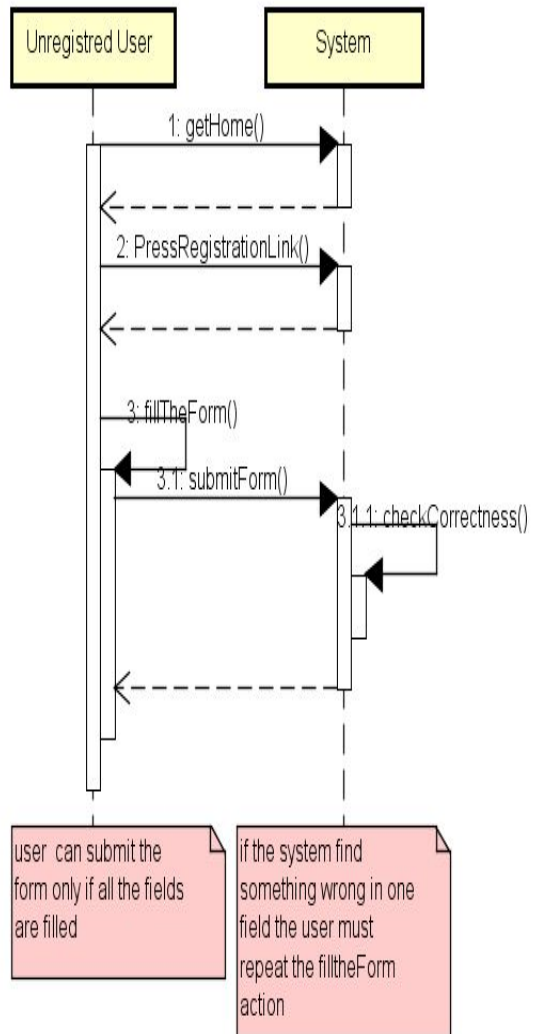 Unregistred User
System
1: getHome()
2: PressRegistrationLink()
3: fillTheForm()
3.1: submitForm()
3.1.1: checkCorrectness()
user can submit the
form only if all the fields
are filled
if the system find
something wrong in one
field the user must
repeat the filltheForm
action